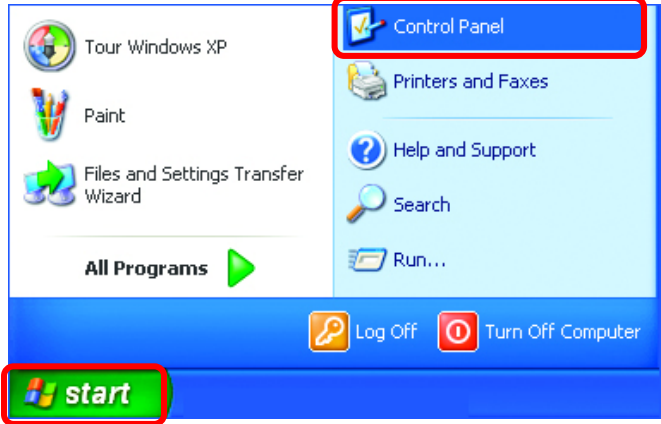 Tour Windows XP
Paint
Files and Settings Transfer
Wizard
All Programs
Control Panel
Printers and Faxes
Help and Support
Search
Run...
Log Off
Turn Off Computer
start